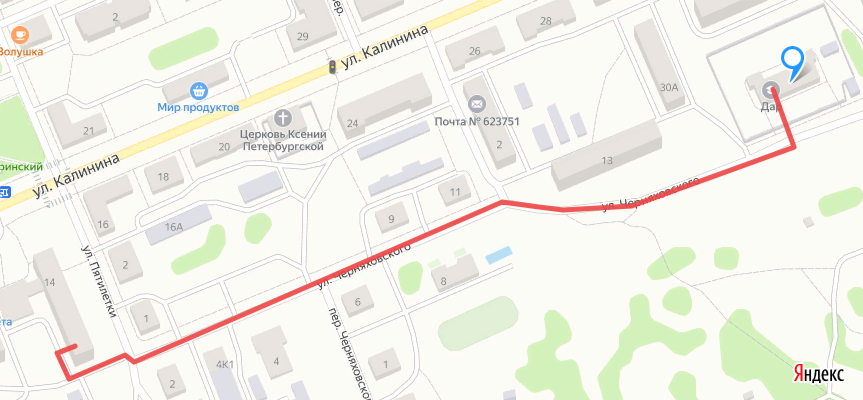 2
пер.
28
ул. Калинина
29
26
Волушка
30А
Дар
Мир продуктов
Почта № 623751
24
Церковь Ксении
Петербургской
21
20
2
13
18
ул. Калинина
11
16
16А
9
ул. Черняховского
ул. Пятилетки
2
ул. Черняховского
14
8
6
1
пер. Черняховского
4К1
4
1
2
Яндекс